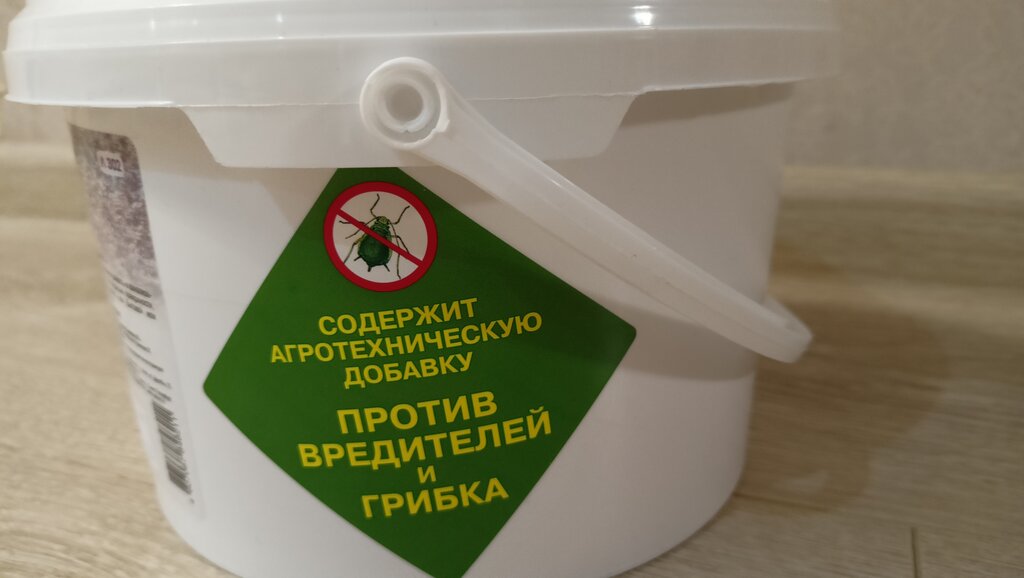 СОДЕРЖИТ
АГРОТЕХНИЧЕСКУЮ
ДОБАВКУ
ПРОТИВ
ВРЕДИТЕЛЕЙ
И
ГРИБКА